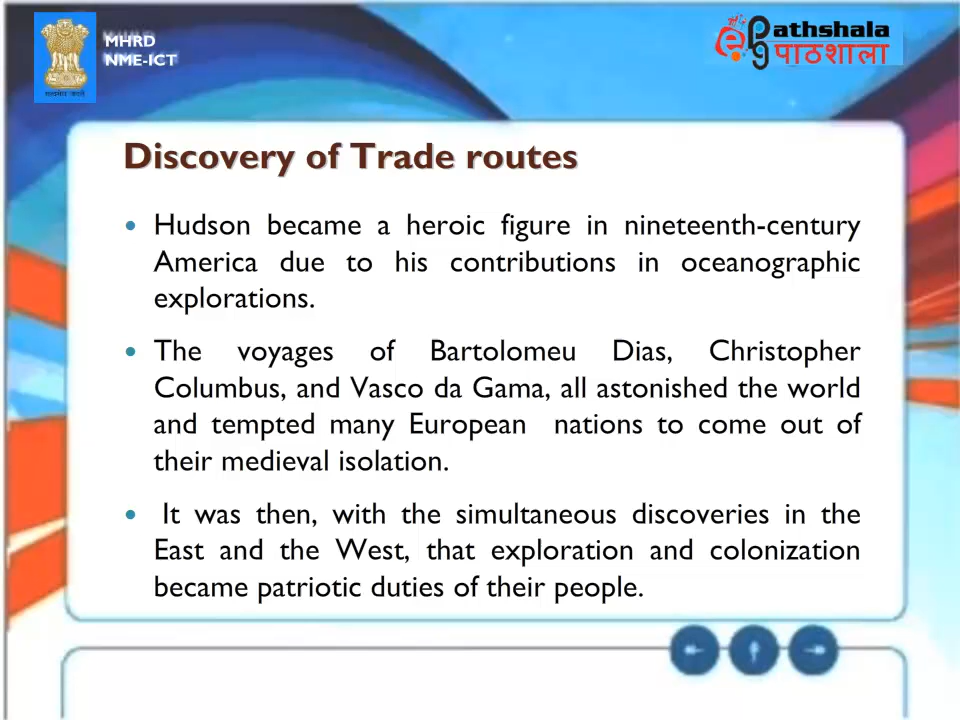 MHRD
NME-ICT
athshala
पाठशाला
Discovery of Trade routes
• Hudson became a heroic figure in nineteenth-century
America due to his contributions in oceanographic
explorations.
• The voyages of Bartolomeu Dias, Christopher
Columbus, and Vasco da Gama, all astonished the world
and tempted many European nations to come out of
their medieval isolation.
• It was then, with the simultaneous discoveries in the
East and the West, that exploration and colonization
became patriotic duties of their people.